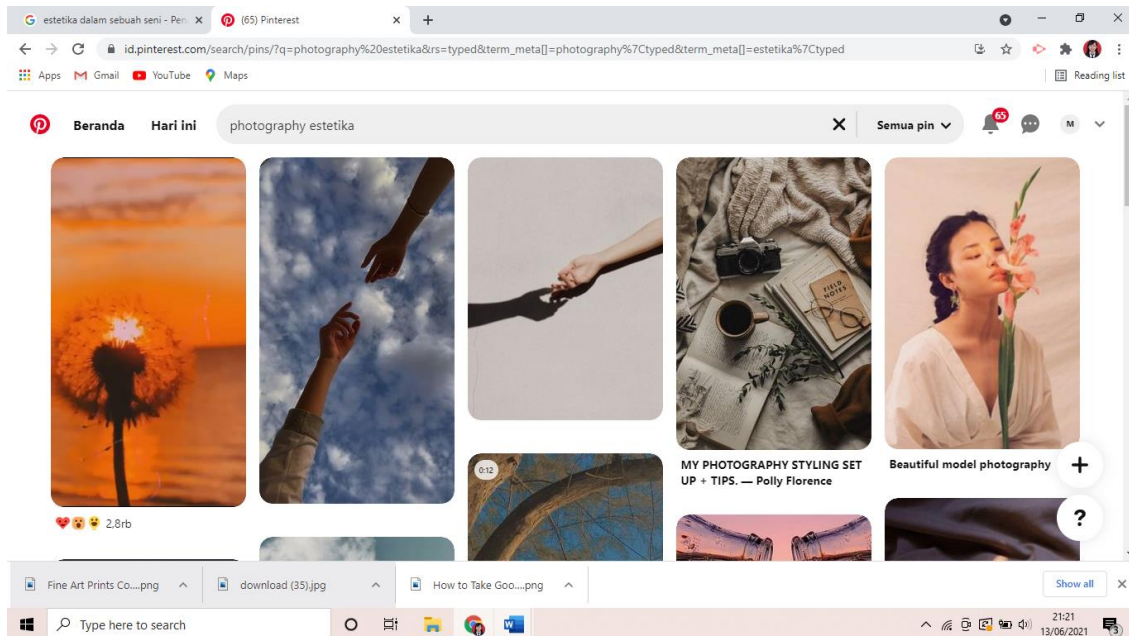 estetika dalam sebuah seni - Pen
(65) Pinterest
id.pinterest.com/search/pins/?q=photography%20estetika&rs=typed&term_meta[]=photography%7Ctyped&term_meta[]=estetika%7Ctyped
Apps Gmail YouTube Maps Reading list
Beranda Hari ini photography estetika Semua pin 65 M
FIELD
NOTES
0:12
MY PHOTOGRAPHY STYLING SET
UP + TIPS. — Polly Florence
Beautiful model photography
2,8rb
Fine Art Prints Co....png download (35).jpg How to Take Goo....png Show all
Type here to search
21:21
13/06/2021
3